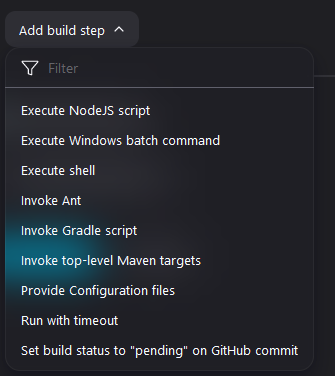 Add build step
Filter
Execute NodeJS script
Execute Windows batch command
Execute shell
Invoke Ant
Invoke Gradle script
Invoke top-level Maven targets
Provide Configuration files
Run with timeout
Set build status to "pending" on GitHub commit